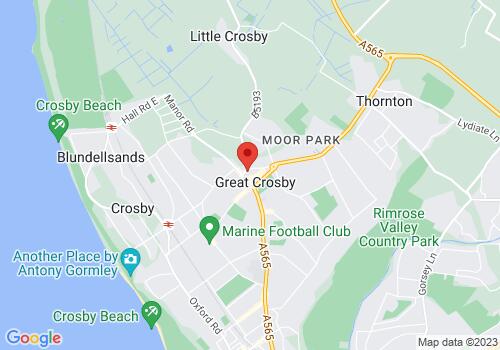 Little Crosby
A565
B5193
Crosby Beach
Hall Rd E
Manor Rd
Thornton
Lydiate Ln
MOOR PARK
Blundellsands
Great Crosby
Crosby
Rimrose
Valley
Country Park
Marine Football Club
A565
Another Place by
Antony Gormley
Gorsey Ln
Oxford Rd
Crosby Beach
A565
Google
Map data ©2023